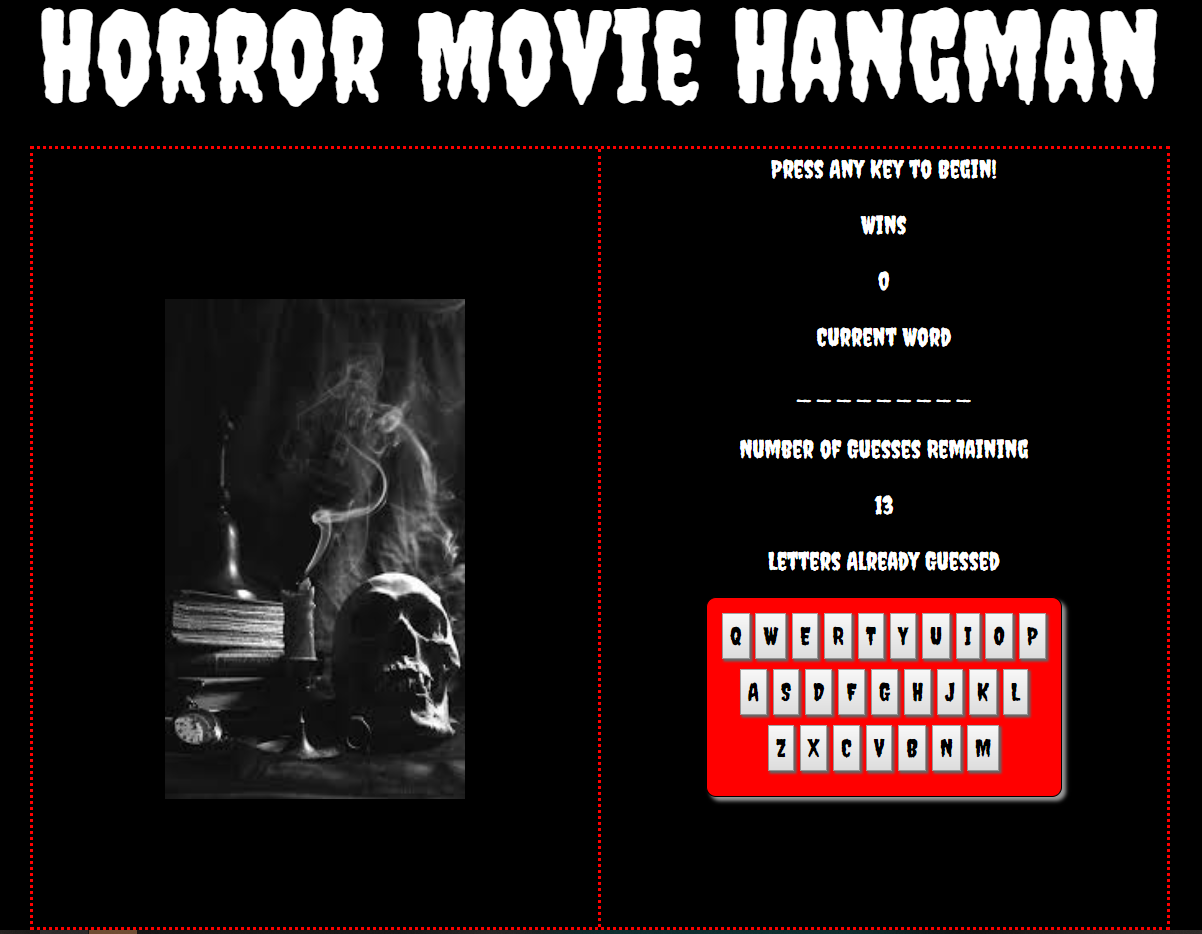 HORROR MOVIE HANGMAN
PRESS ANY KEY TO BEGIN!
WINS
0
CURRENT WORD
_ _ _ _ _ _ _ _ _
NUMBER OF GUESSES REMAINING
13
LETTERS ALREADY GUESSED
Q W E R T Y U I O P
A S D F G H J K L
Z X C V B N M